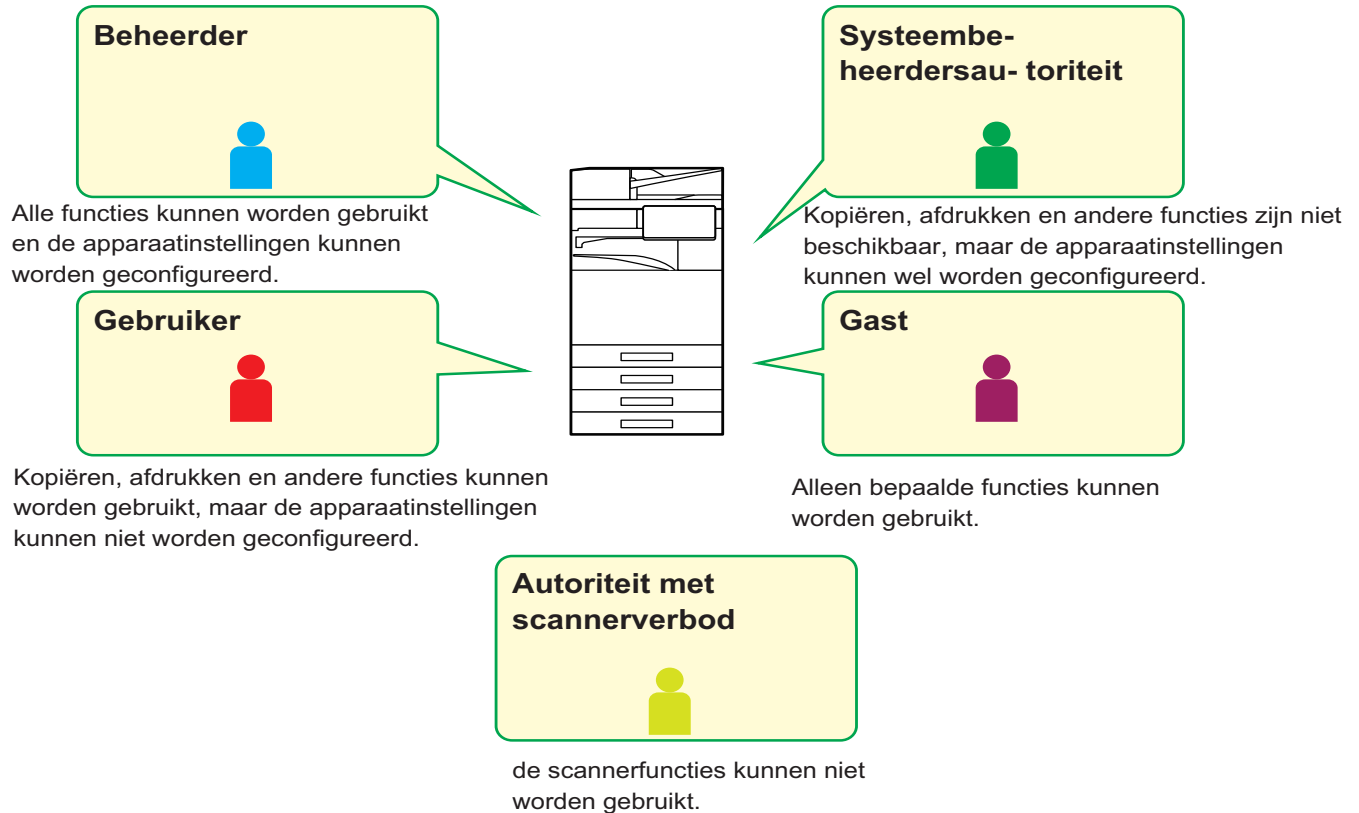 Beheerder
Alle functies kunnen worden gebruikt
en de apparaatinstellingen kunnen
worden geconfigureerd.
Systeembe-
heerdersau- toriteit
Kopiëren, afdrukken en andere functies zijn niet
beschikbaar, maar de apparaatinstellingen
kunnen wel worden geconfigureerd.
Gebruiker
Kopiëren, afdrukken en andere functies kunnen
worden gebruikt, maar de apparaatinstellingen
kunnen niet worden geconfigureerd.
Gast
Alleen bepaalde functies kunnen
worden gebruikt.
Autoriteit met
scannerverbod
de scannerfuncties kunnen niet
worden gebruikt.